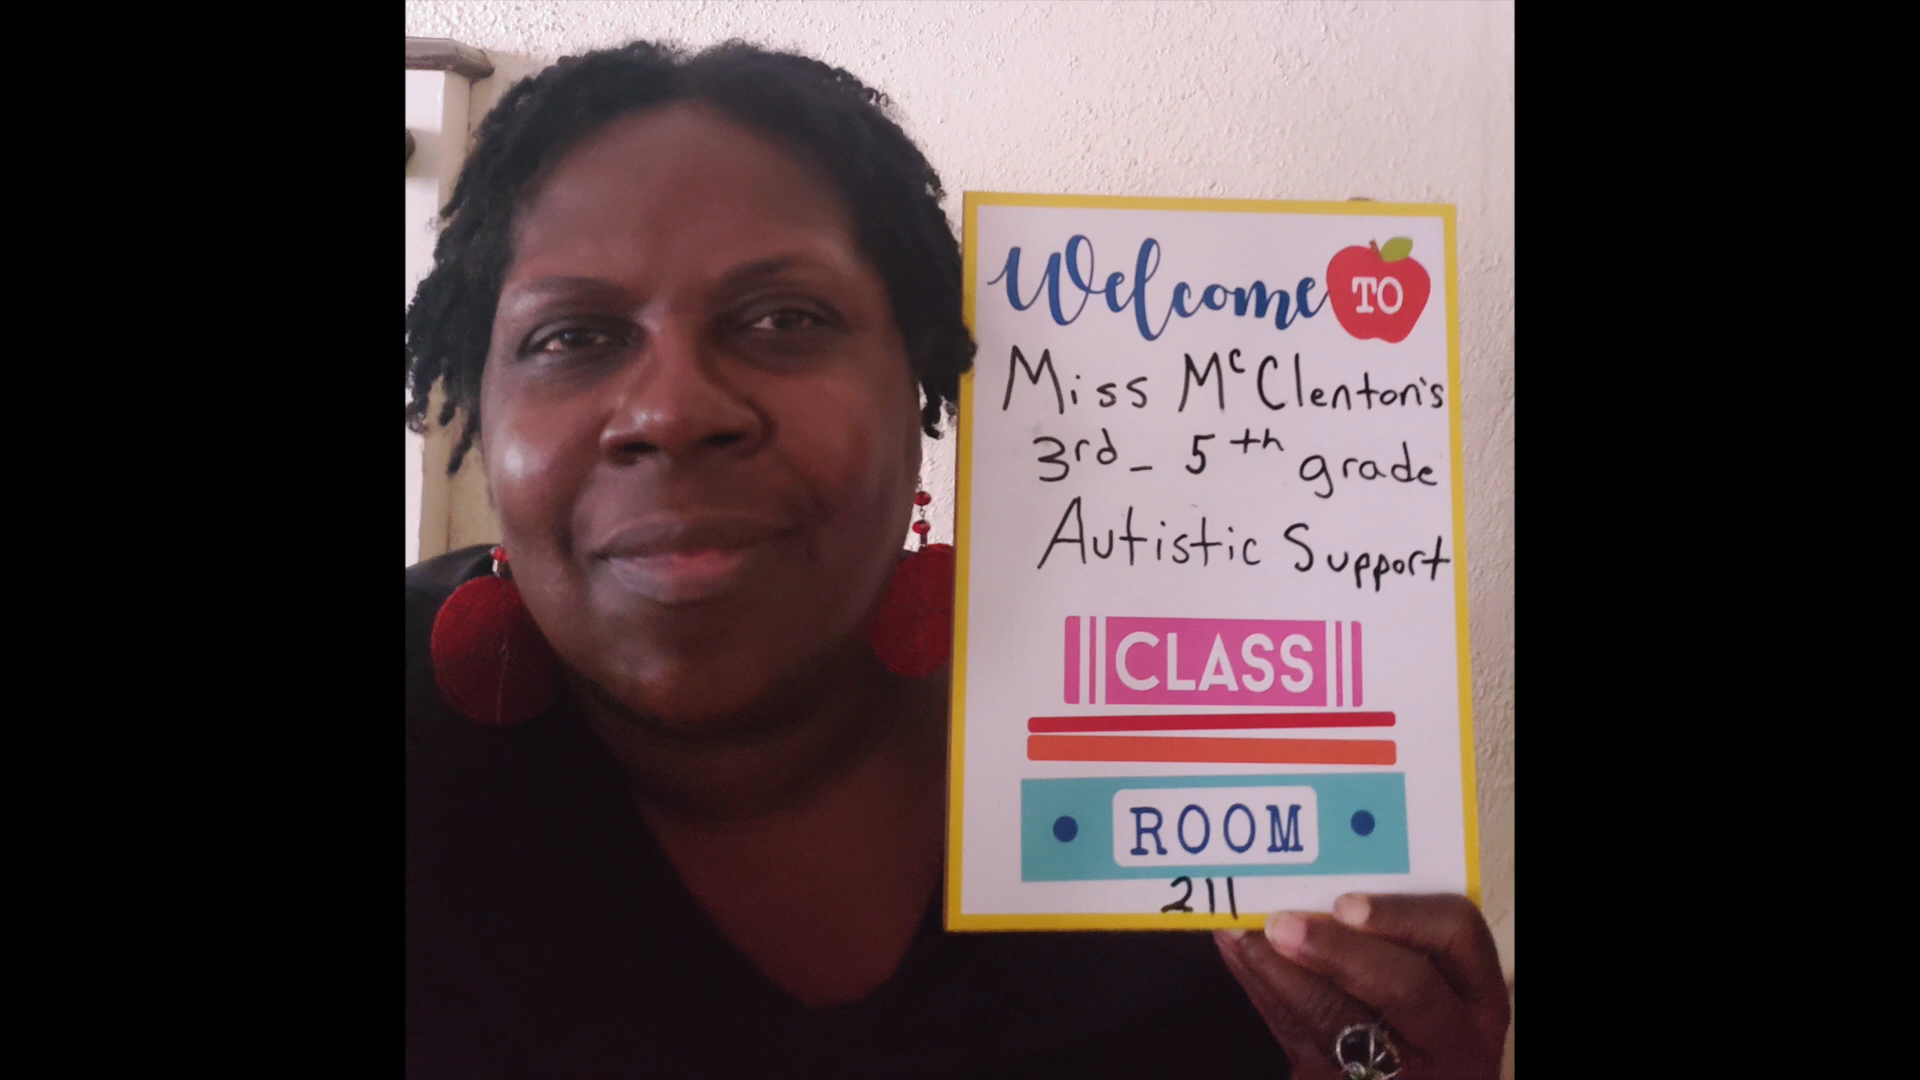 Welcome TO
Miss McClenton's
3rd - 5th grade
Autistic Support
CLASS
ROOM
211